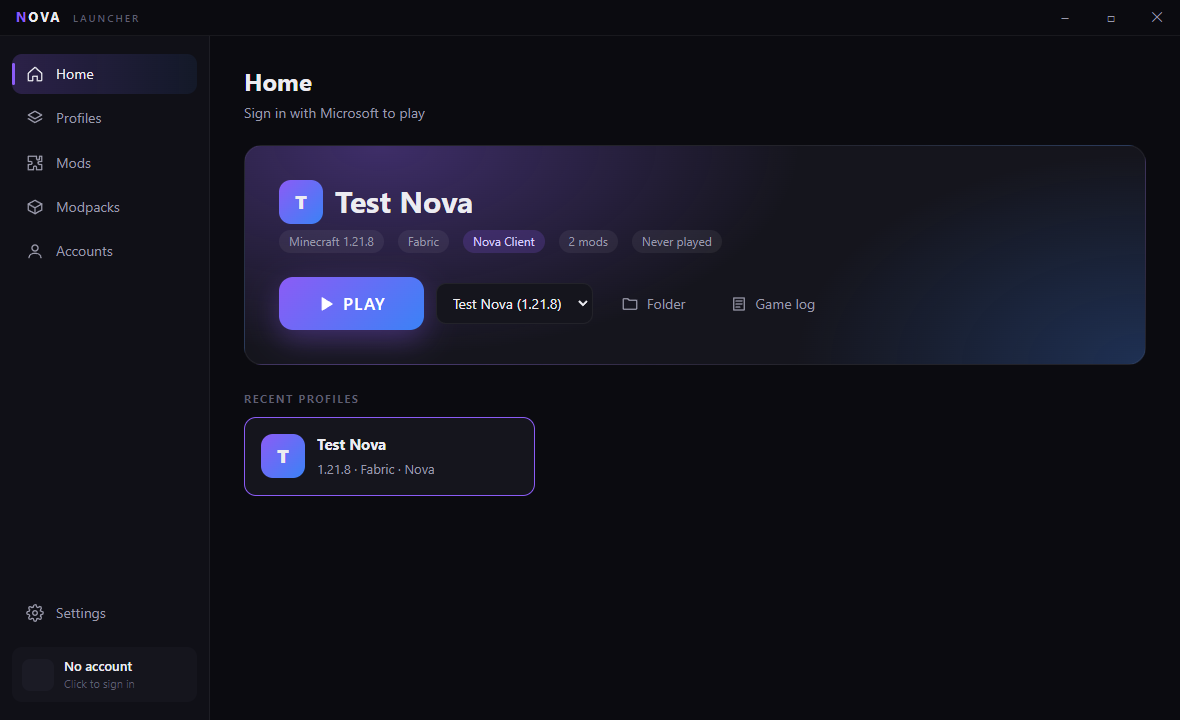 NOVA LAUNCHER
Home
Profiles
Mods
Modpacks
Accounts
Settings
No account
Click to sign in
Home
Sign in with Microsoft to play
T Test Nova
Minecraft 1.21.8 Fabric Nova Client 2 mods Never played
PLAY Test Nova (1.21.8) Folder Game log
RECENT PROFILES
T Test Nova
1.21.8 · Fabric · Nova